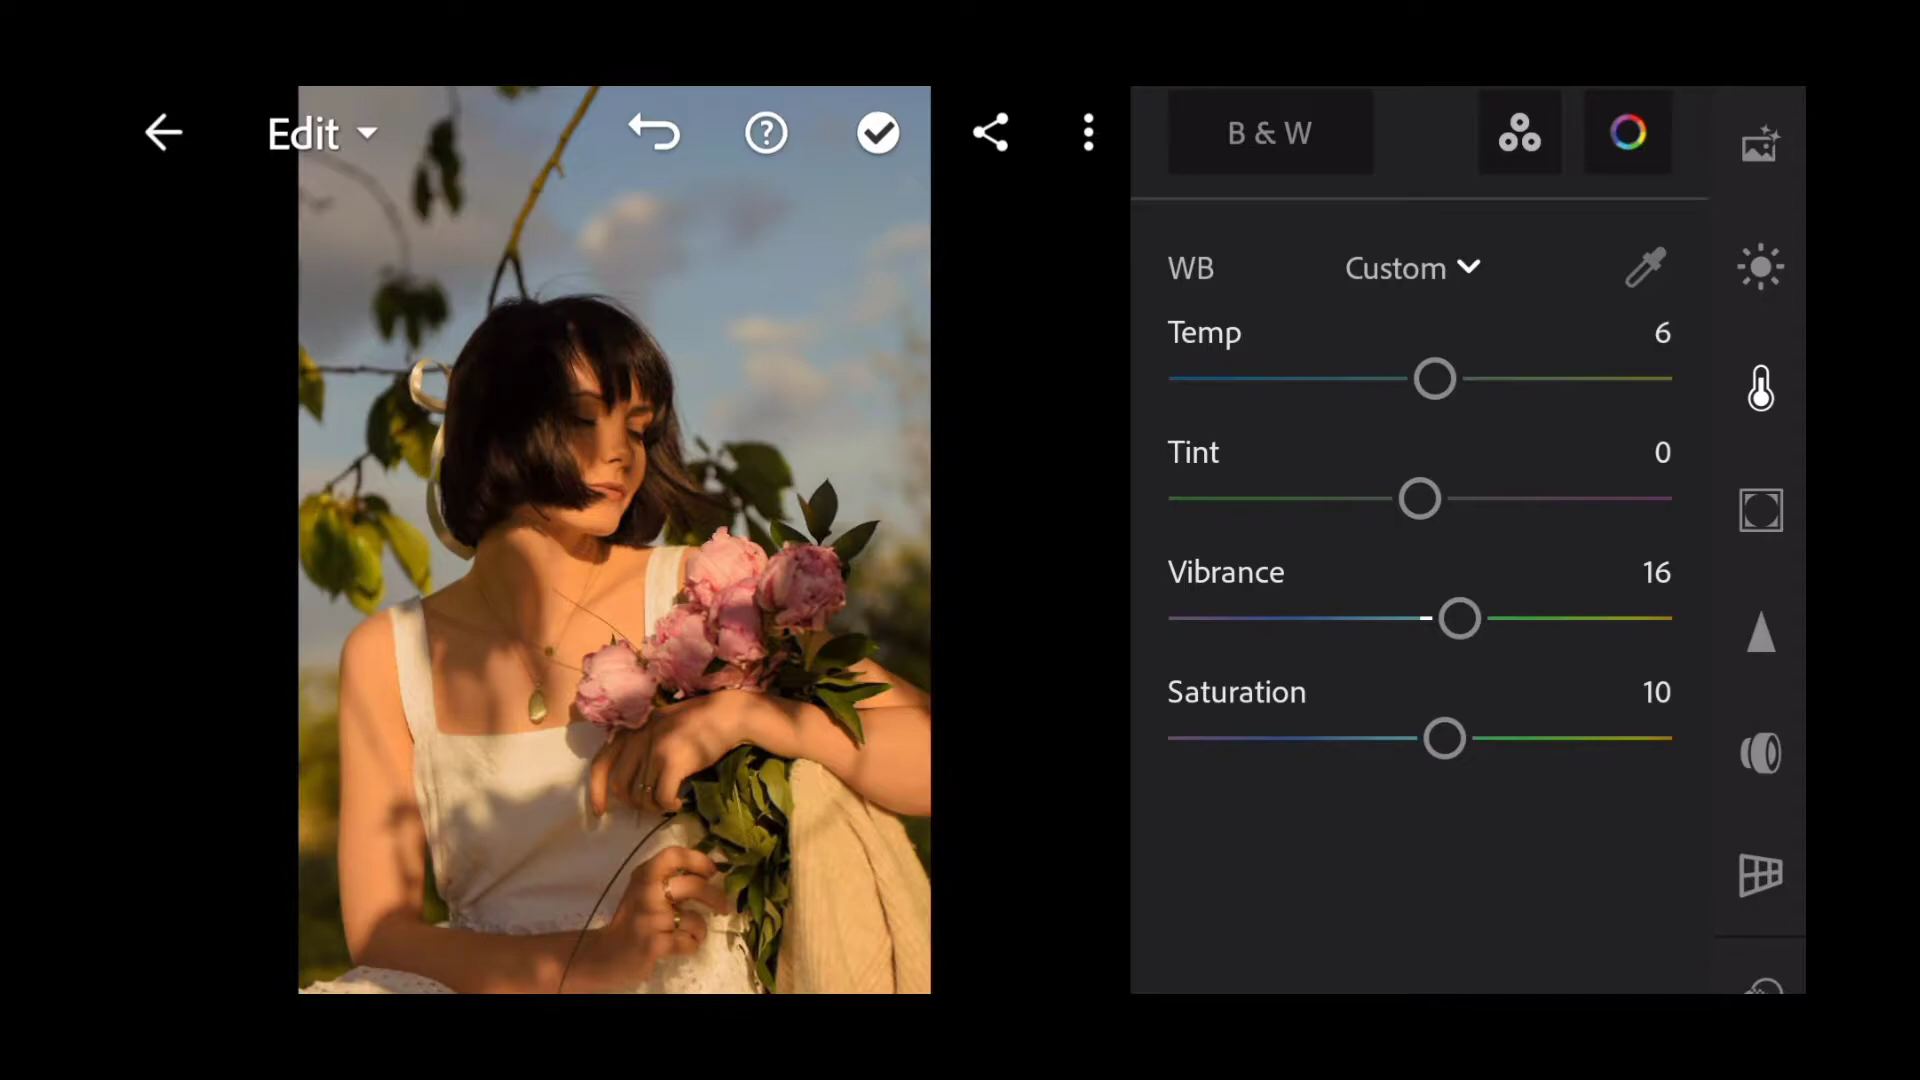 Edit
?
B & W
WB Custom
Temp 6
Tint 0
Vibrance 16
Saturation 10